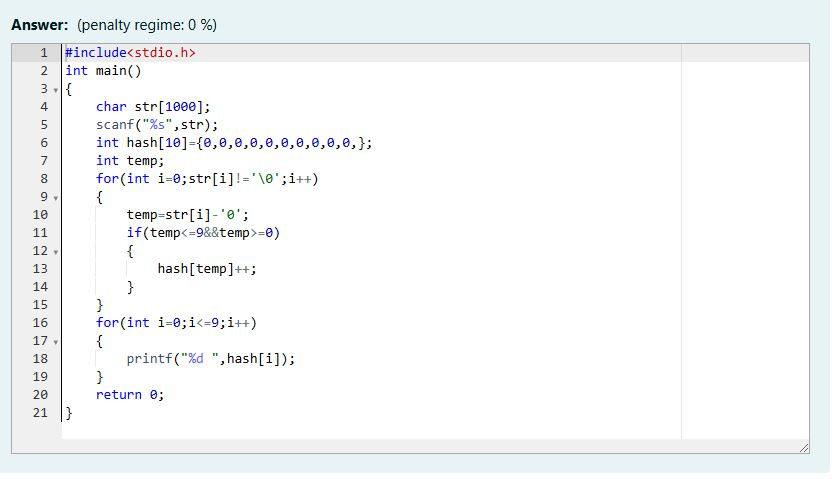 Answer: (penalty regime: 0 %)
1 #include<stdio.h>
2 int main()
3 {
4 char str[1000];
5 scanf("%s",str);
6 int hash[10]={0,0,0,0,0,0,0,0,0,0,};
7 int temp;
8 for(int i=0;str[i]!='\0';i++)
9 {
10 temp=str[i]-'0';
11 if(temp<=9&&temp>=0)
12 {
13 hash[temp]++;
14 }
15 }
16 for(int i=0;i<=9;i++)
17 {
18 printf("%d ",hash[i]);
19 }
20 return 0;
21 }